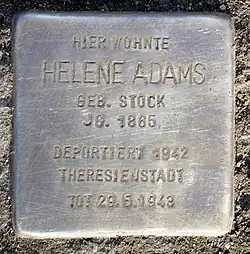 HIER WOHNTE
HELENE ADAMS
GEB. STOCK
JG. 1865
DEPORTIERT 1942
THERESIENSTADT
TOT 29.5.1943